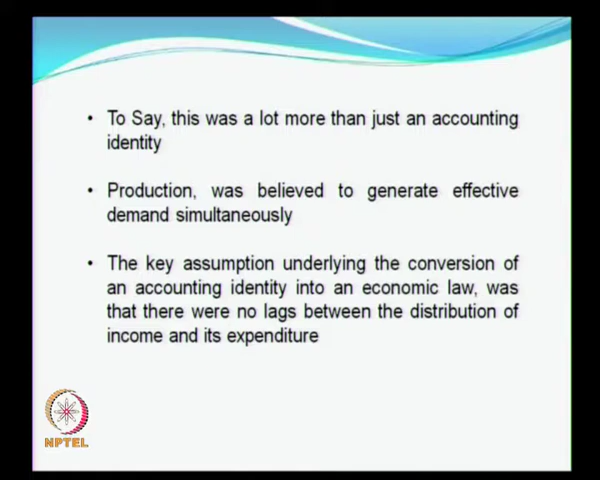 • To Say, this was a lot more than just an accounting
identity
• Production, was believed to generate effective
demand simultaneously
• The key assumption underlying the conversion of
an accounting identity into an economic law, was
that there were no lags between the distribution of
income and its expenditure
NPTEL